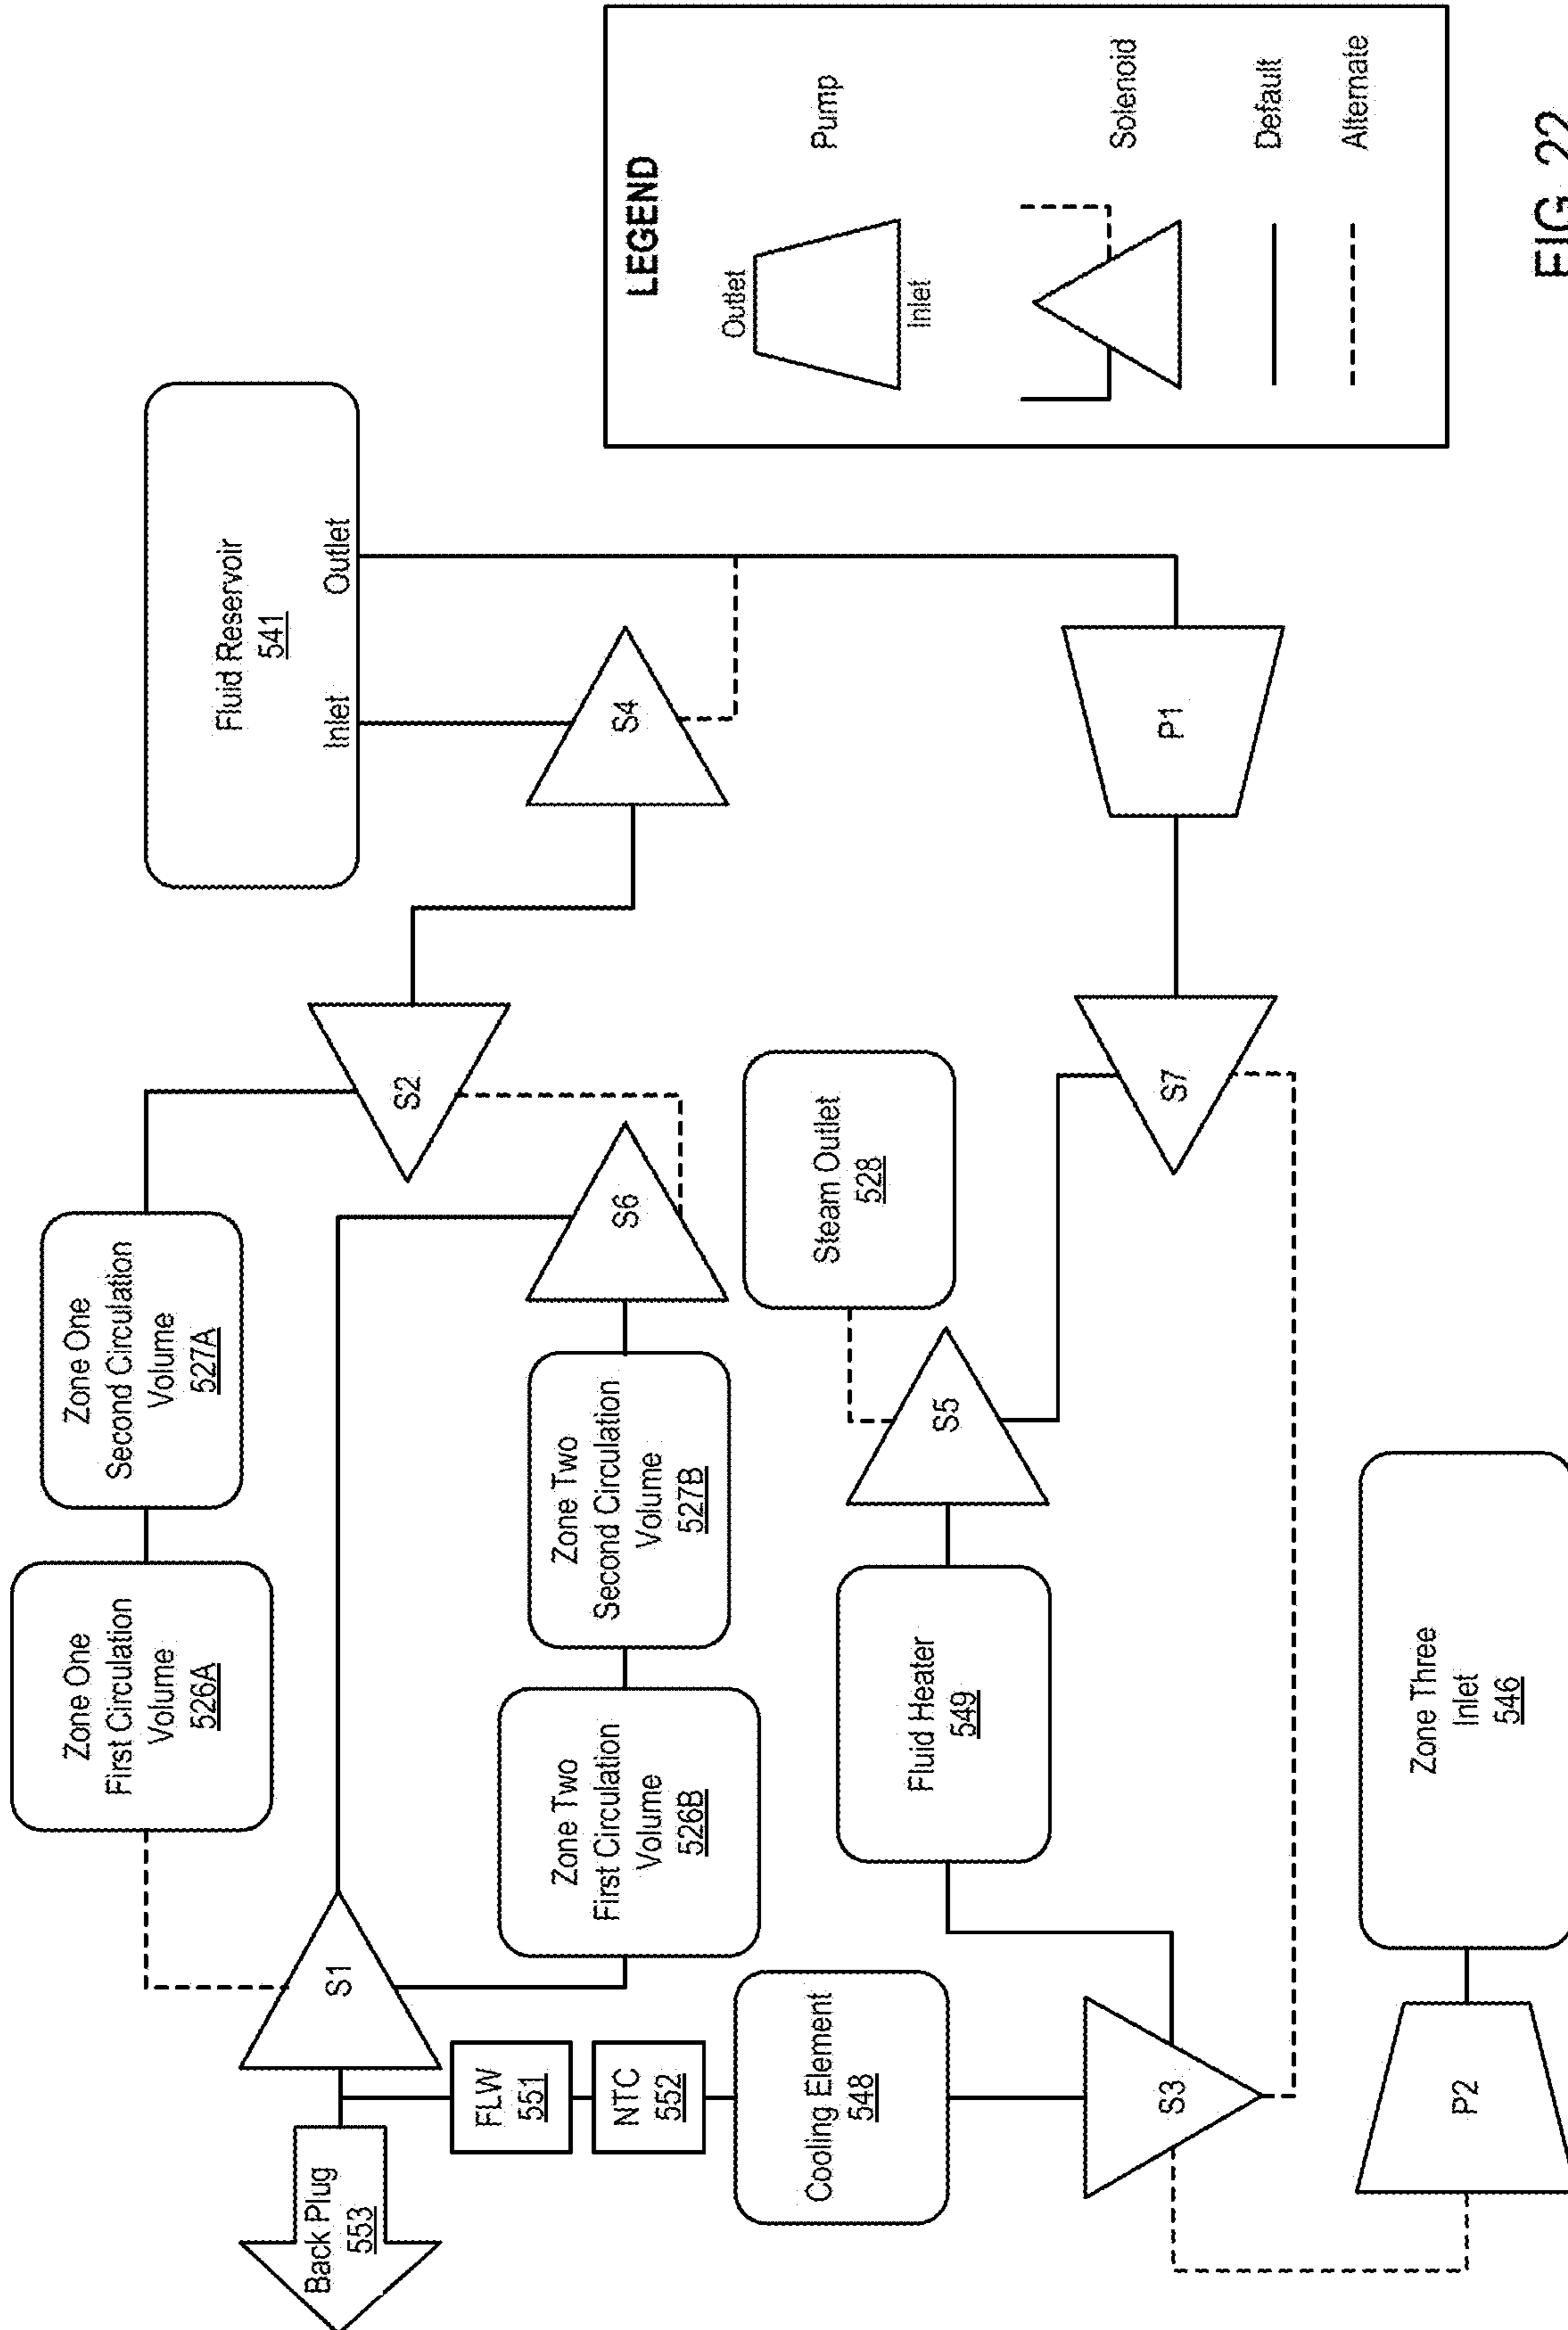 Back Plug
553
S1
Zone One
First Circulation
Volume
526A
Zone One
Second Circulation
Volume
527A
S2
Fluid Reservoir
541
Inlet
Outlet
S4
FLW
551
NTC
552
Zone Two
First Circulation
Volume
526B
Zone Two
Second Circulation
Volume
527B
S6
Cooling Element
548
Fluid Heater
549
S5
Steam Outlet
528
S3
S7
P1
P2
Zone Three
Inlet
546
LEGEND
Outlet
Inlet
Pump
Solenoid
Default
Alternate
FIG. 22